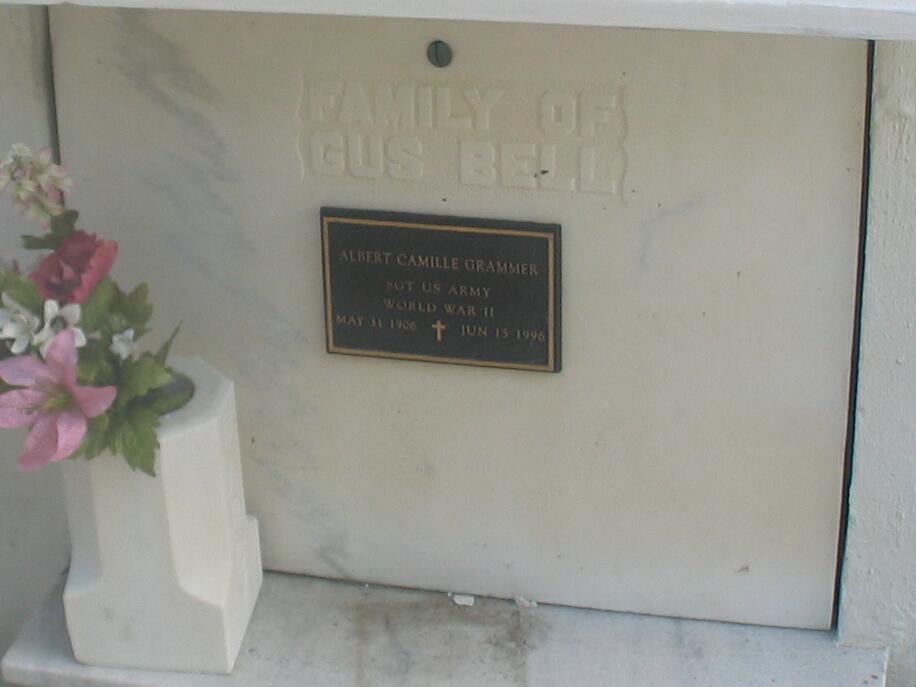 FAMILY OF
GUS BELL
ALBERT CAMILLE GRAMMER
SGT US ARMY
WORLD WAR II
MAY 31 1906 ✝ JUN 15 1996